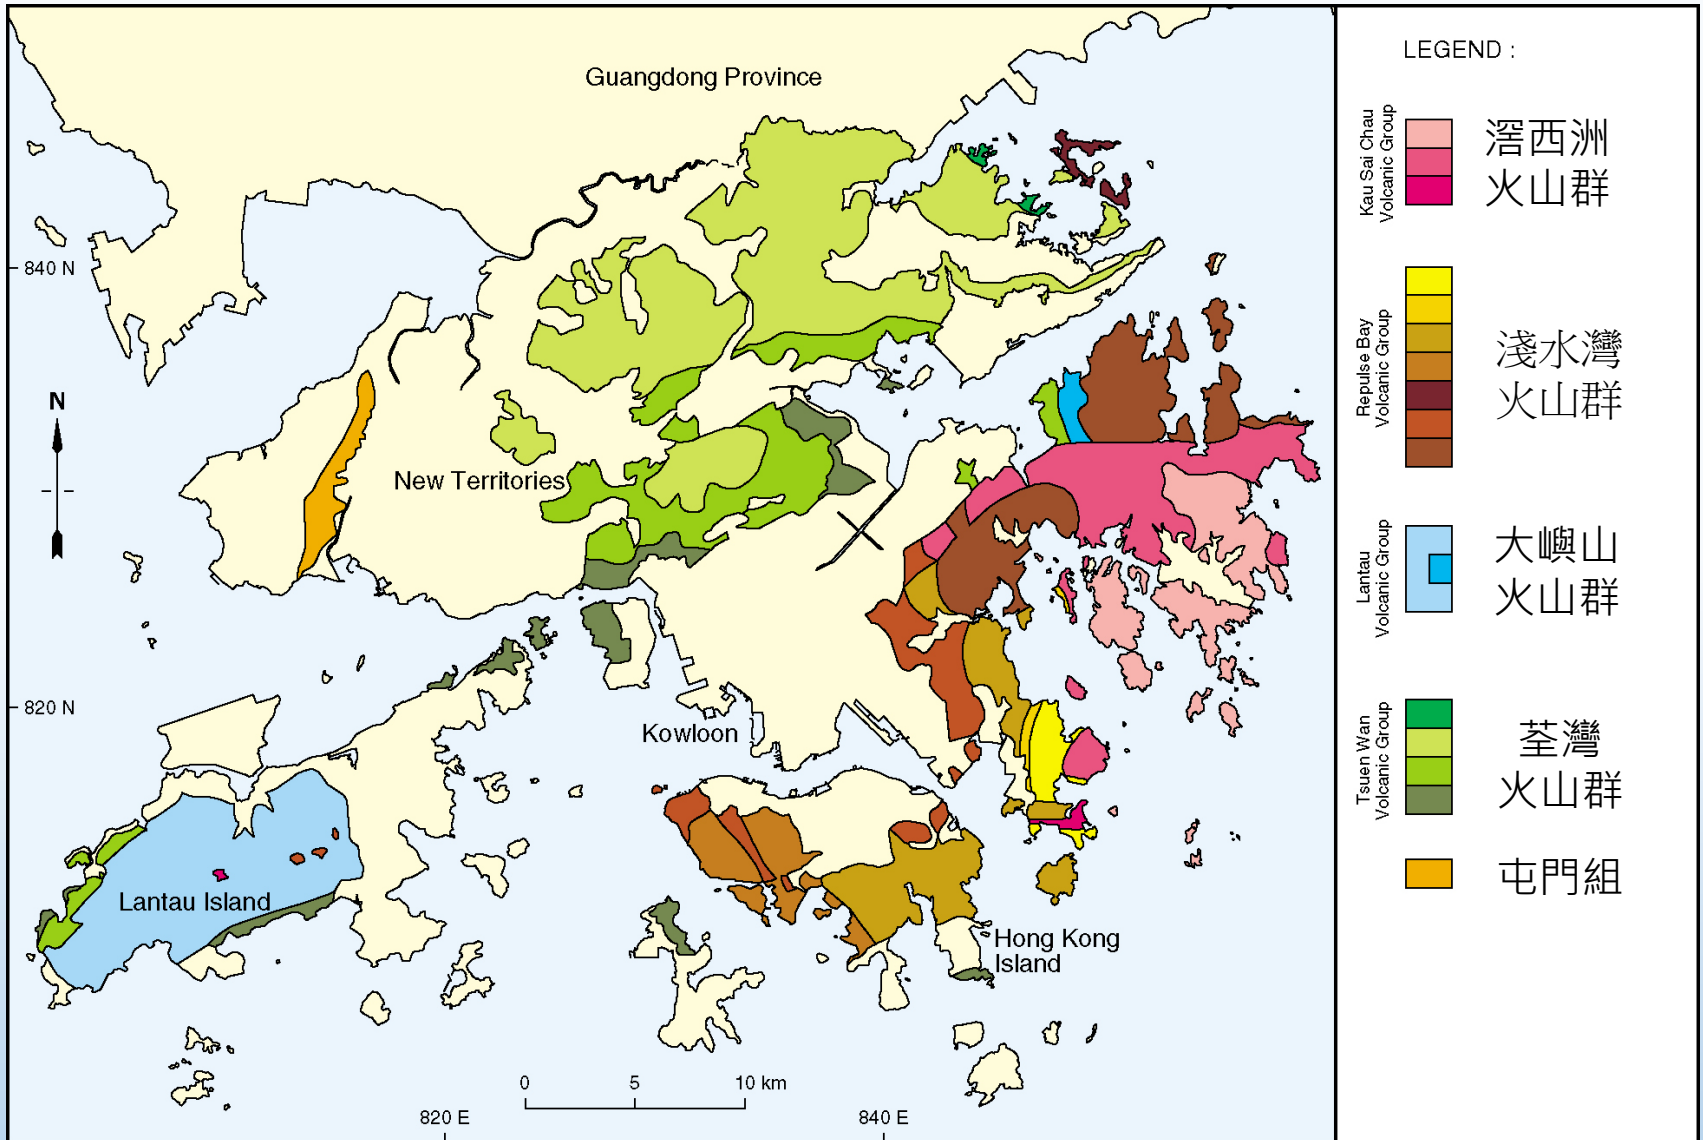 Guangdong Province
840 N
N
New Territories
820 N
Kowloon
Lantau Island
Hong Kong
Island
0 5 10 km
820 E
840 E
LEGEND :
Kau Sai Chau
Volcanic Group
滘西洲
火山群
Repulse Bay
Volcanic Group
淺水灣
火山群
Lantau
Volcanic Group
大嶼山
火山群
Tsuen Wan
Volcanic Group
荃灣
火山群
屯門組